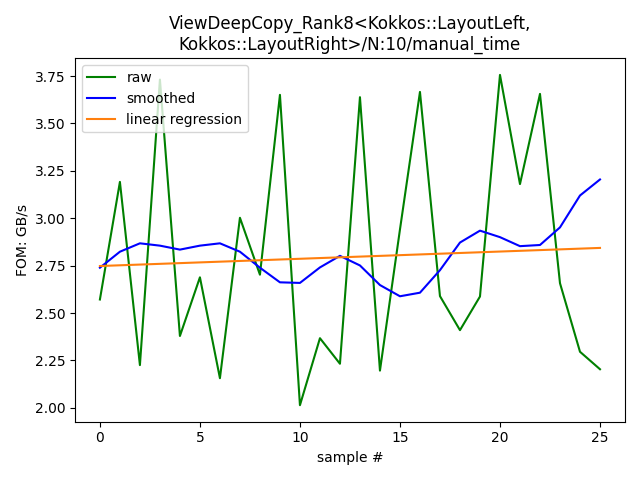 ViewDeepCopy_Rank8<Kokkos::LayoutLeft,
Kokkos::LayoutRight>/N:10/manual_time
raw
smoothed
linear regression
FOM: GB/s
3.75
3.50
3.25
3.00
2.75
2.50
2.25
2.00
0 5 10 15 20 25
sample #